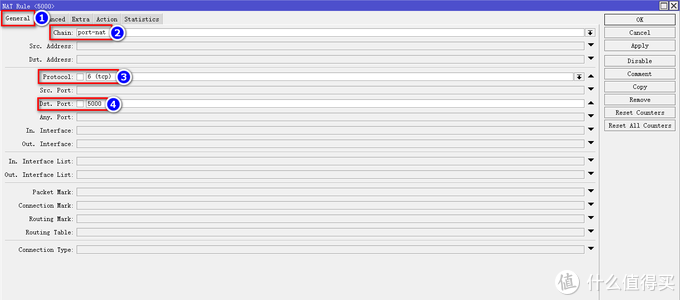 NAT Rule <5000>
General 1 anced Extra Action Statistics
Chain: port-nat 2
Src. Address:
Dst. Address:
Protocol: 6 (tcp) 3
Src. Port:
Dst. Port: 5000 4
Any. Port:
In. Interface:
Out. Interface:
In. Interface List:
Out. Interface List:
Packet Mark:
Connection Mark:
Routing Mark:
Routing Table:
Connection Type:
OK
Cancel
Apply
Disable
Comment
Copy
Remove
Reset Counters
Reset All Counters
值 什么值得买